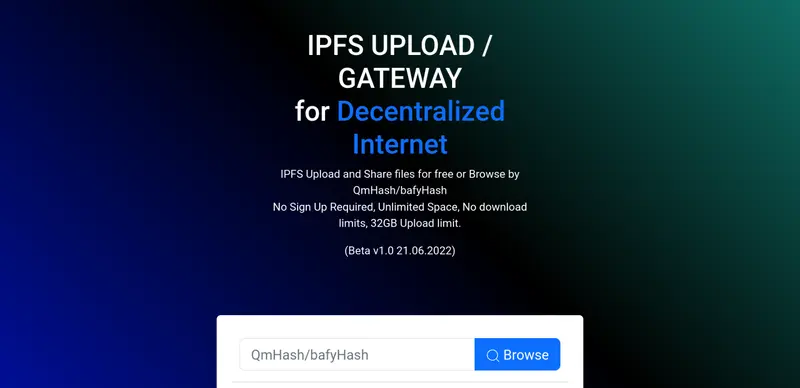 IPFS UPLOAD /
GATEWAY
for Decentralized
Internet
IPFS Upload and Share files for free or Browse by
QmHash/bafyHash
No Sign Up Required, Unlimited Space, No download
limits, 32GB Upload limit.
(Beta v1.0 21.06.2022)
QmHash/bafyHash
Browse